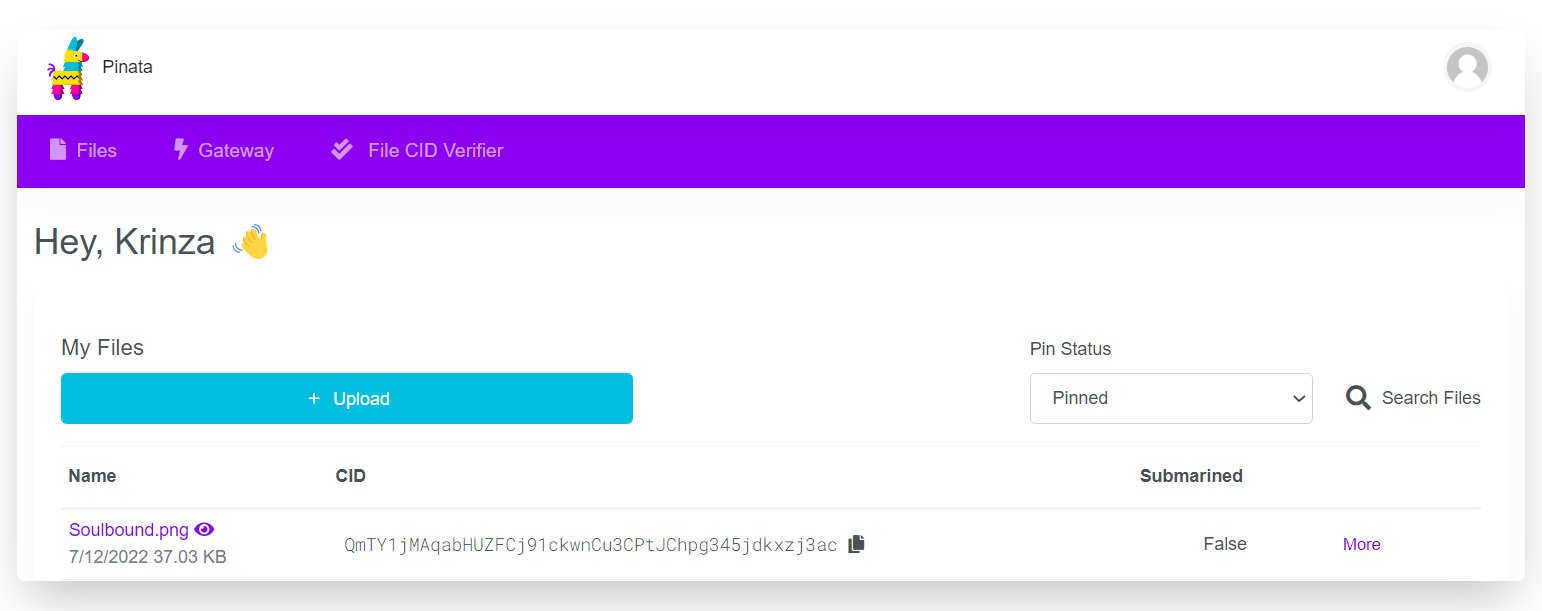 Pinata
Files Gateway File CID Verifier
Hey, Krinza 👋
My Files
Pin Status
+ Upload
Pinned
Search Files
Name CID Submarined
Soulbound.png
7/12/2022 37.03 KB
QmTY1jMAqabHUZFCj91ckwnCu3CPtJChpg345jdkxzj3ac
False
More